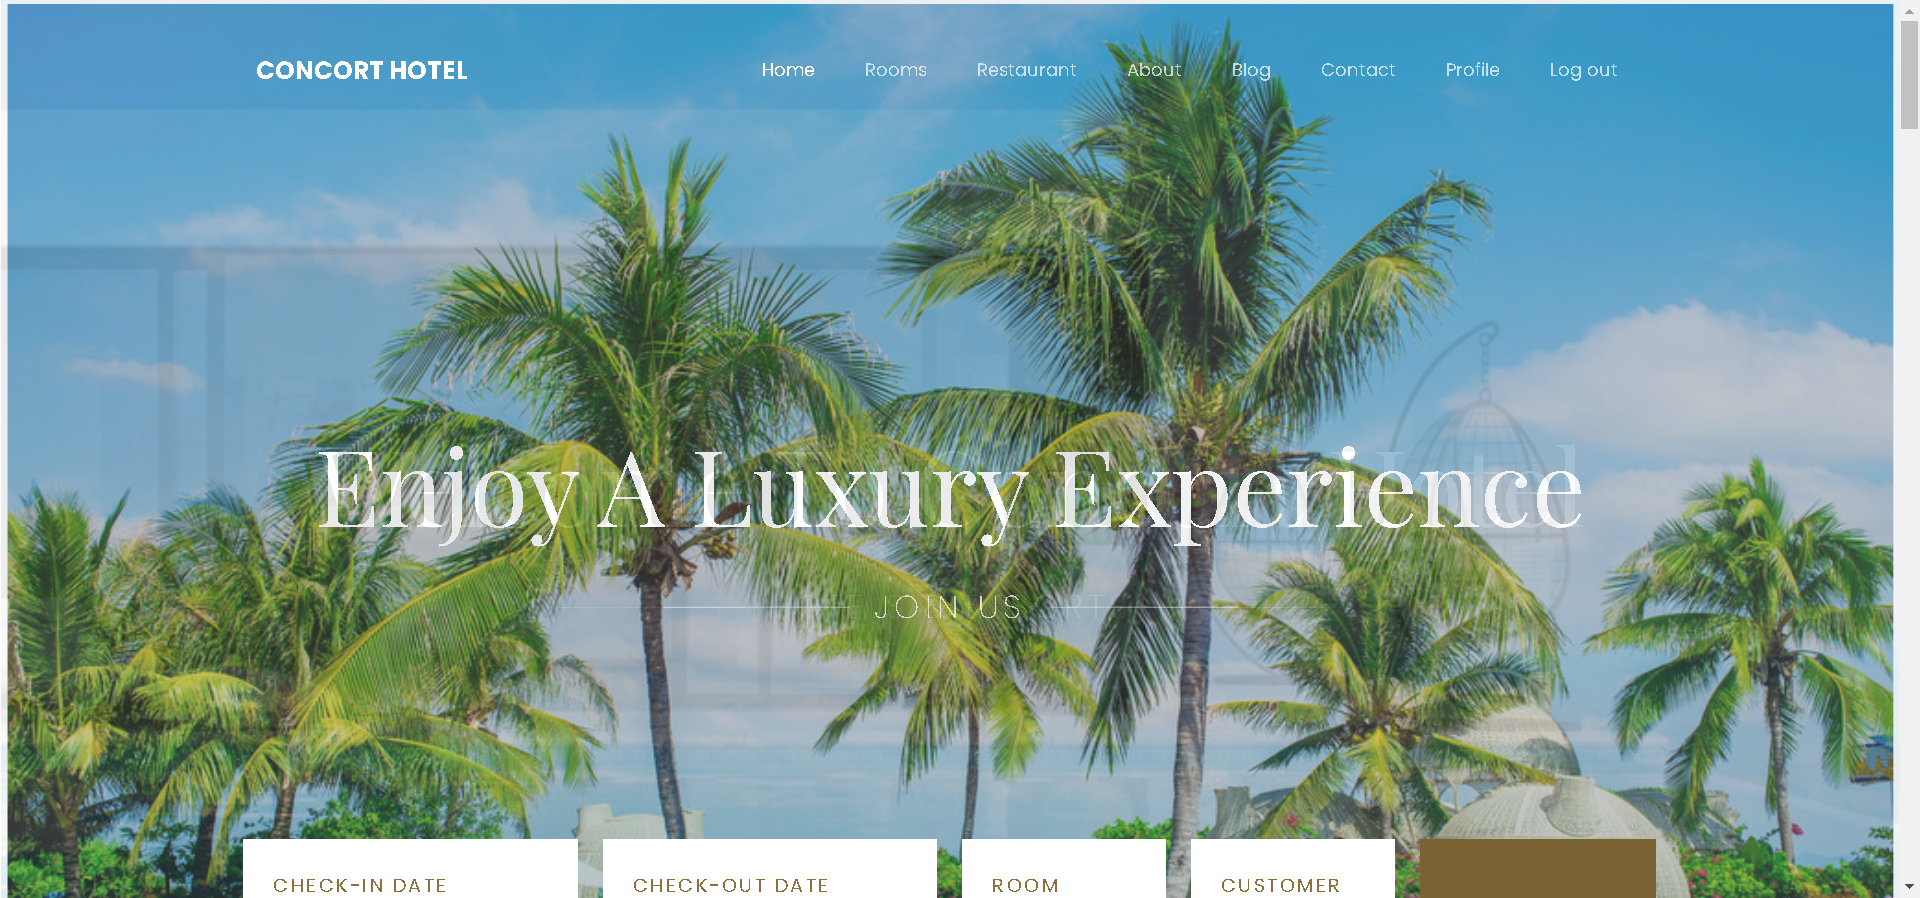 CONCORT HOTEL
Home Rooms Restaurant About Blog Contact Profile Log out
Enjoy A Luxury Experience
JOIN US
CHECK-IN DATE CHECK-OUT DATE ROOM CUSTOMER